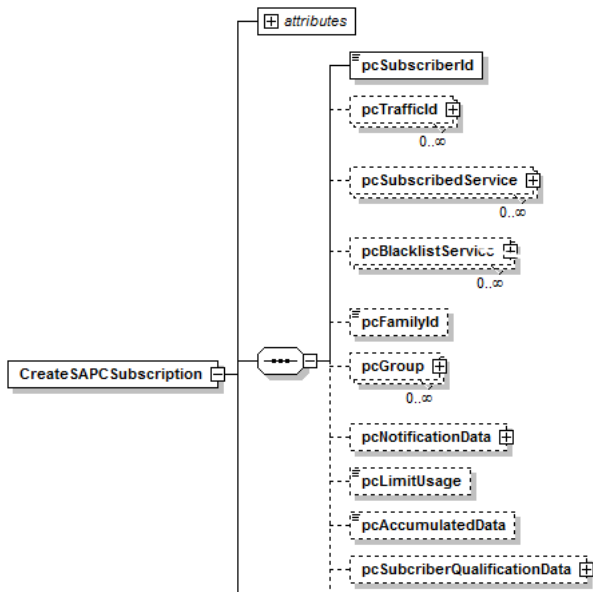 attributes
pcSubscriberId
pcTrafficId
0..∞
pcSubscribedService
0..∞
pcBlacklistService
0..∞
pcFamilyId
CreateSAPCSubscription
pcGroup
0..∞
pcNotificationData
pcLimitUsage
pcAccumulatedData
pcSubcriberQualificationData